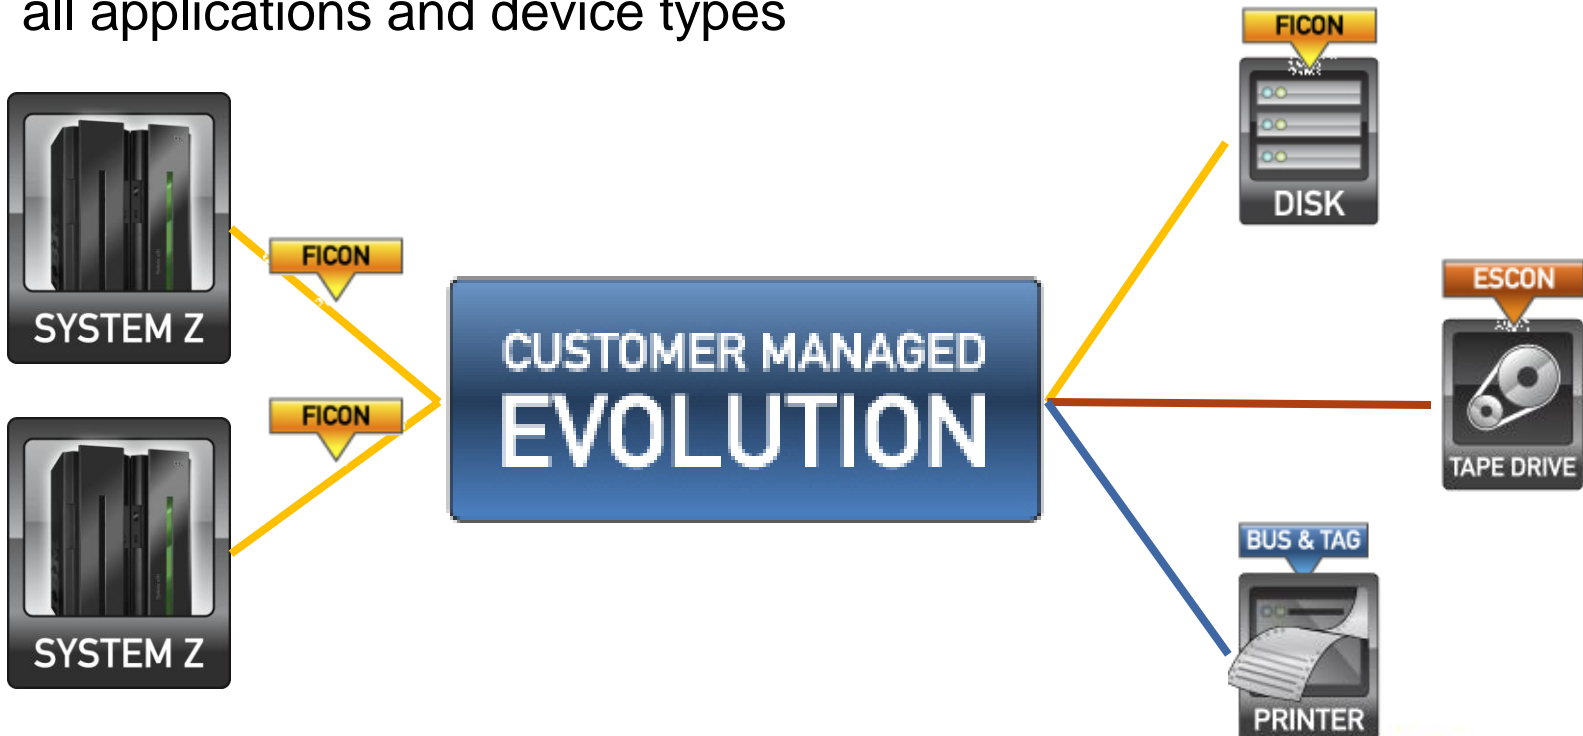 all applications and device types
FICON
DISK
FICON
SYSTEM Z
ESCON
TAPE DRIVE
CUSTOMER MANAGED
EVOLUTION
FICON
SYSTEM Z
BUS & TAG
PRINTER